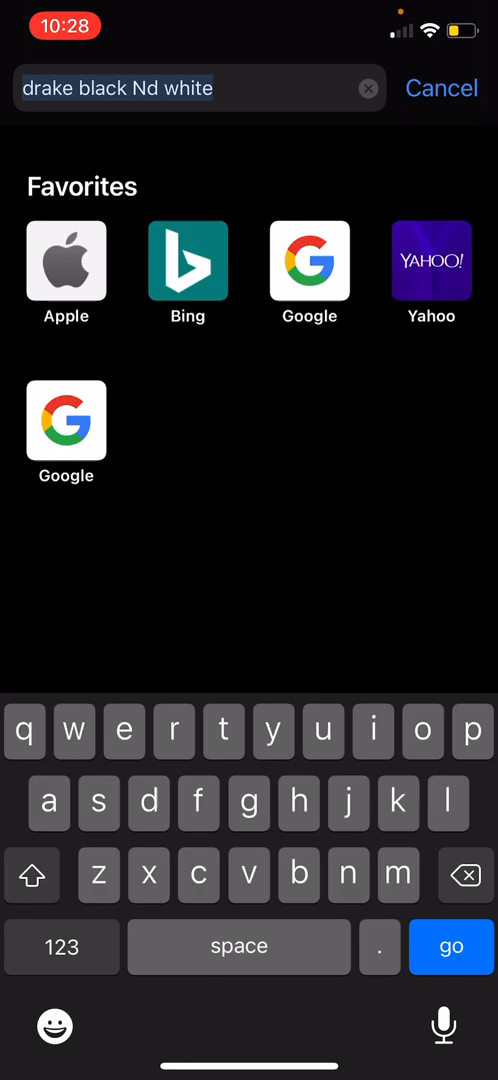 10:28
drake black Nd white
Cancel
Favorites
YAHOO!
Apple Bing Google Yahoo
Google
q w e r t y u i o p
a s d f g h j k l
z x c v b n m
123 space . go